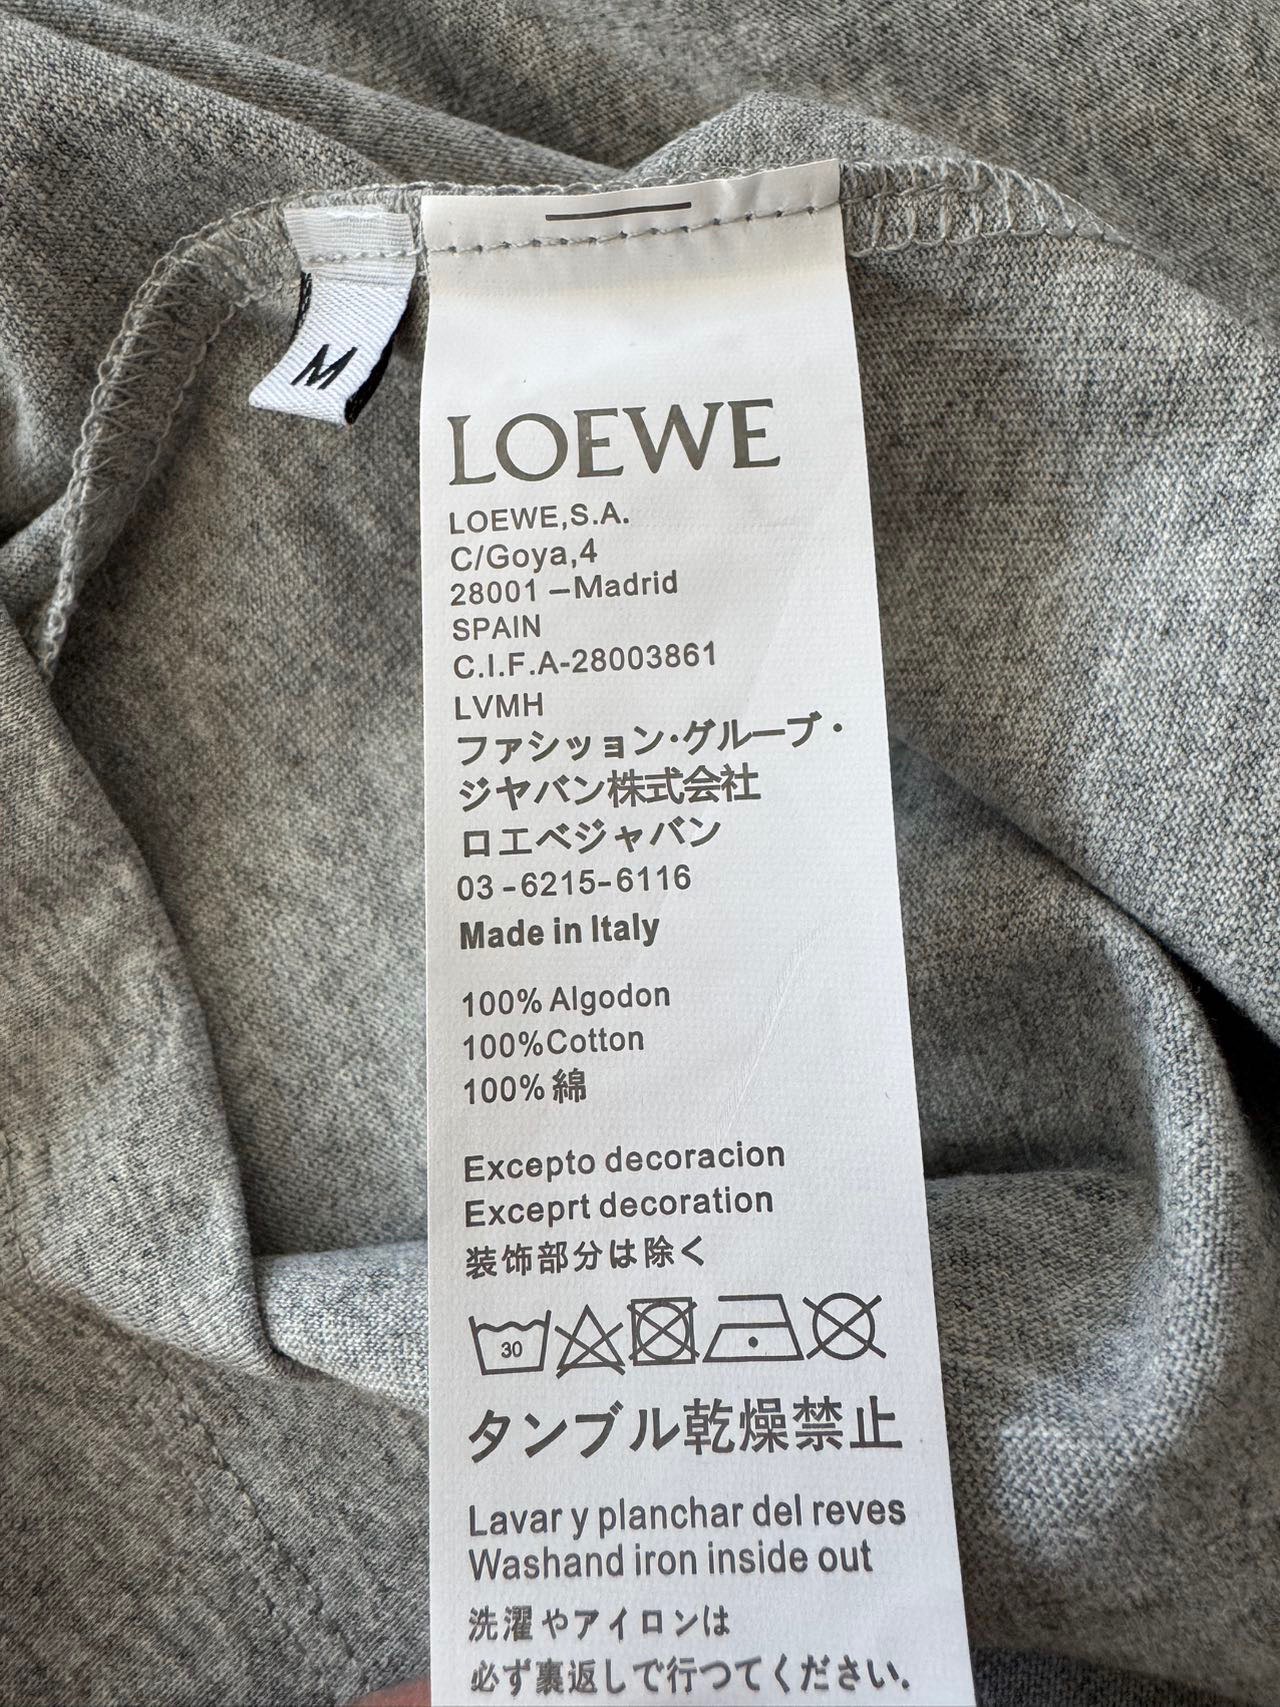 M
LOEWE
LOEWE,S.A.
C/Goya,4
28001 –Madrid
SPAIN
C.I.F.A-28003861
LVMH
ファシッョン·グループ・
ジヤバン株式会社
ロエベジャバン
03 -6215-6116
Made in Italy
100% Algodon
100%Cotton
100% 綿
Excepto decoracion
Exceprt decoration
装饰部分は除く
30
タンブル乾燥禁止
Lavar y planchar del reves
Washand iron inside out
洗濯やアイロンは
必ず裏返しで行つてください.